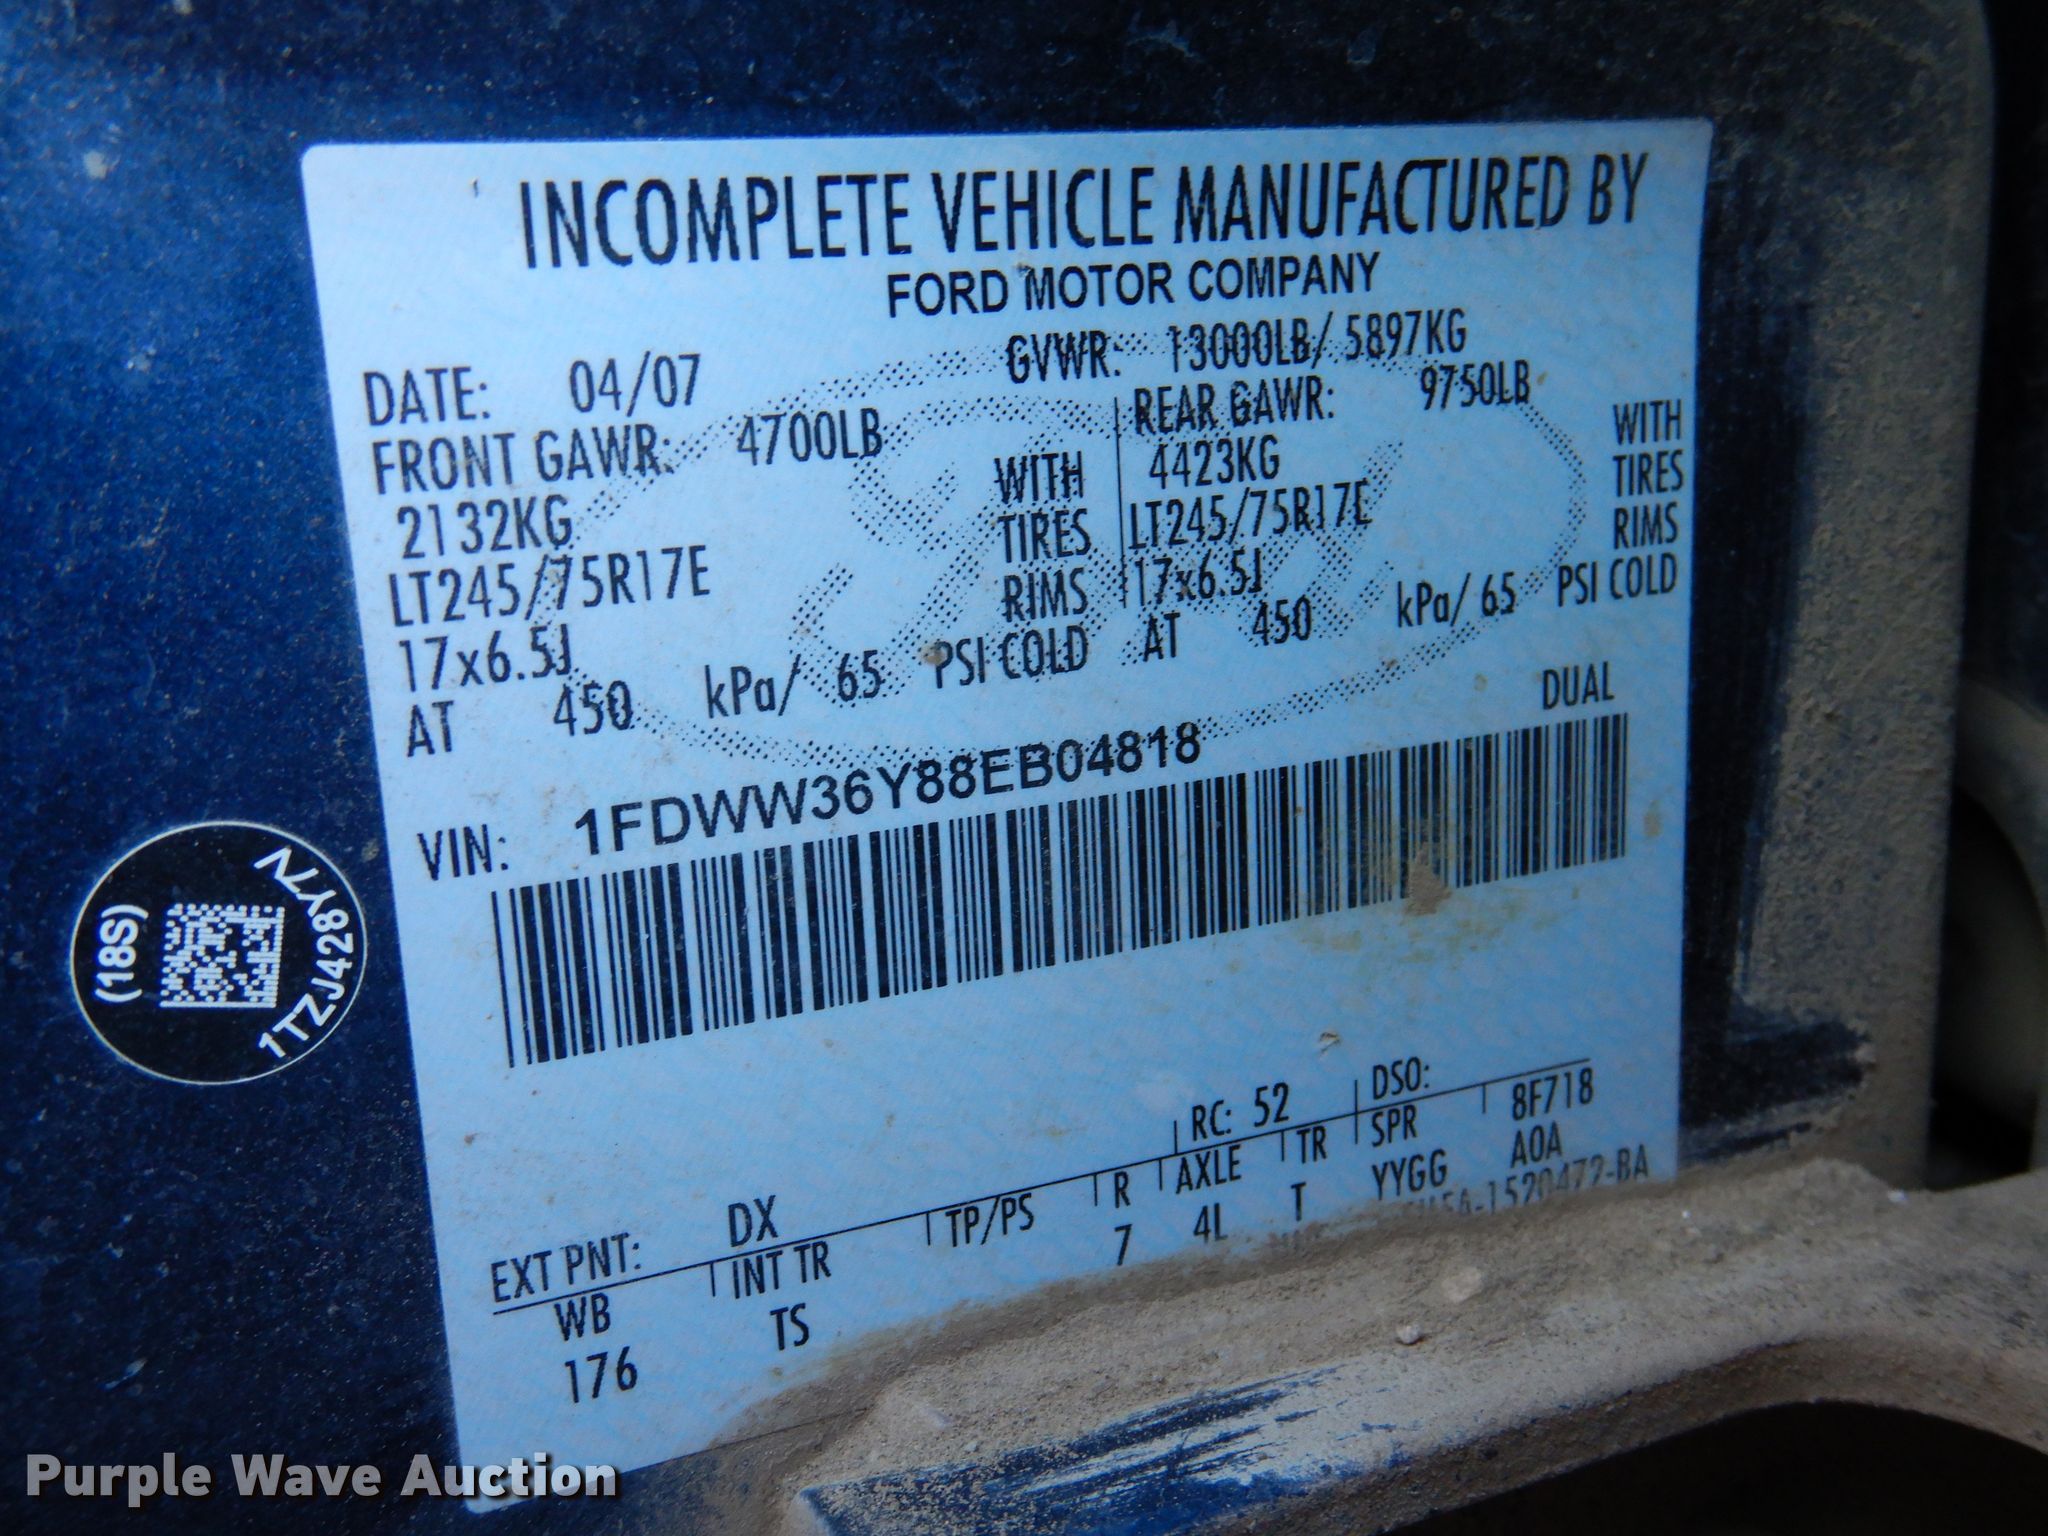 INCOMPLETE VEHICLE MANUFACTURED BY
FORD MOTOR COMPANY
DATE: 04/07 GVWR: 13000LB/ 5897KG
FRONT GAWR: 4700LB REAR GAWR: 9750LB
2132KG WITH 4423KG WITH
LT245/75R17E TIRES LT245/75R17E TIRES
17x6.5J RIMS 17x6.5J RIMS
AT 450 kPa/ 65 PSI COLD AT 450 kPa/ 65 PSI COLD
DUAL
VIN: 1FDWW36Y88EB04818
(18S)
1TZJ428Y7V
EXT PNT: DX RC: 52 DSO:
WB INT TR TP/PS R AXLE TR SPR 8F718
176 TS 7 4L T YYGG A0A
Purple Wave Auction